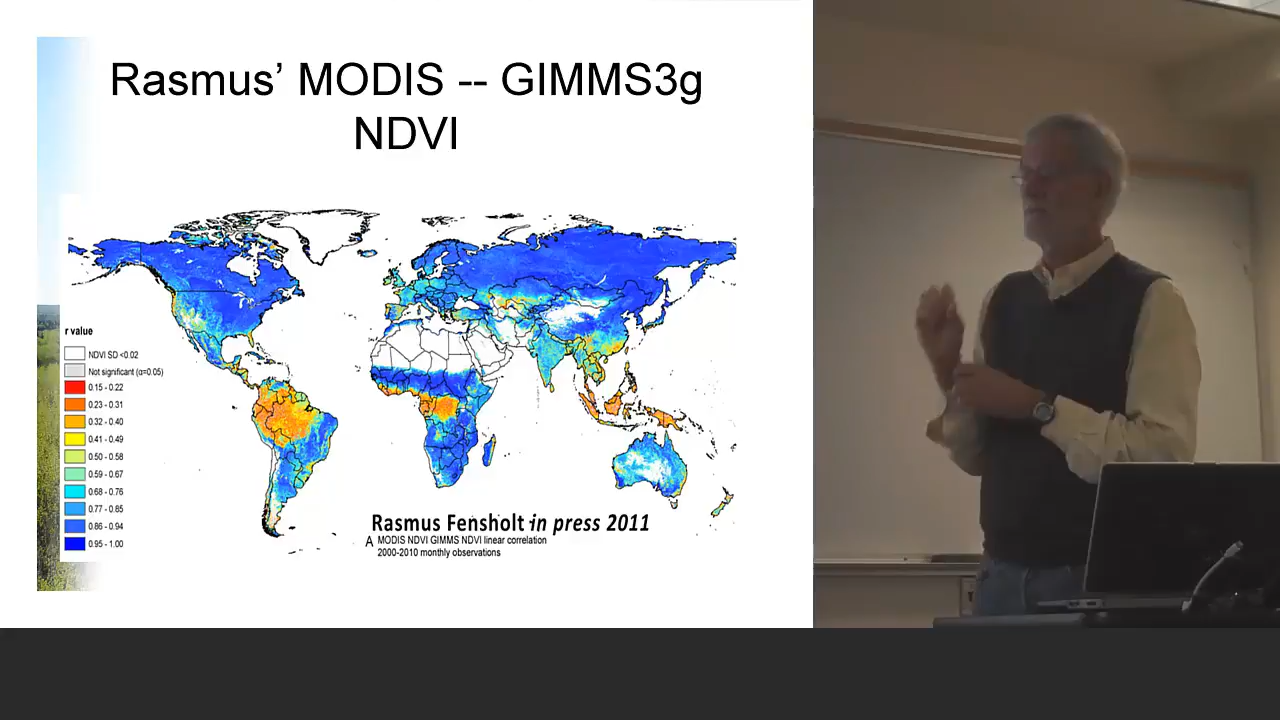 Rasmus’ MODIS -- GIMMS3g
NDVI
r value
NDVI SD <0.02
Not significant (α=0.05)
0.15 - 0.22
0.23 - 0.31
0.32 - 0.40
0.41 - 0.49
0.50 - 0.58
0.59 - 0.67
0.68 - 0.76
0.77 - 0.85
0.86 - 0.94
0.95 - 1.00
Rasmus Fensholt in press 2011
A MODIS NDVI GIMMS NDVI linear correlation
2000-2010 monthly observations